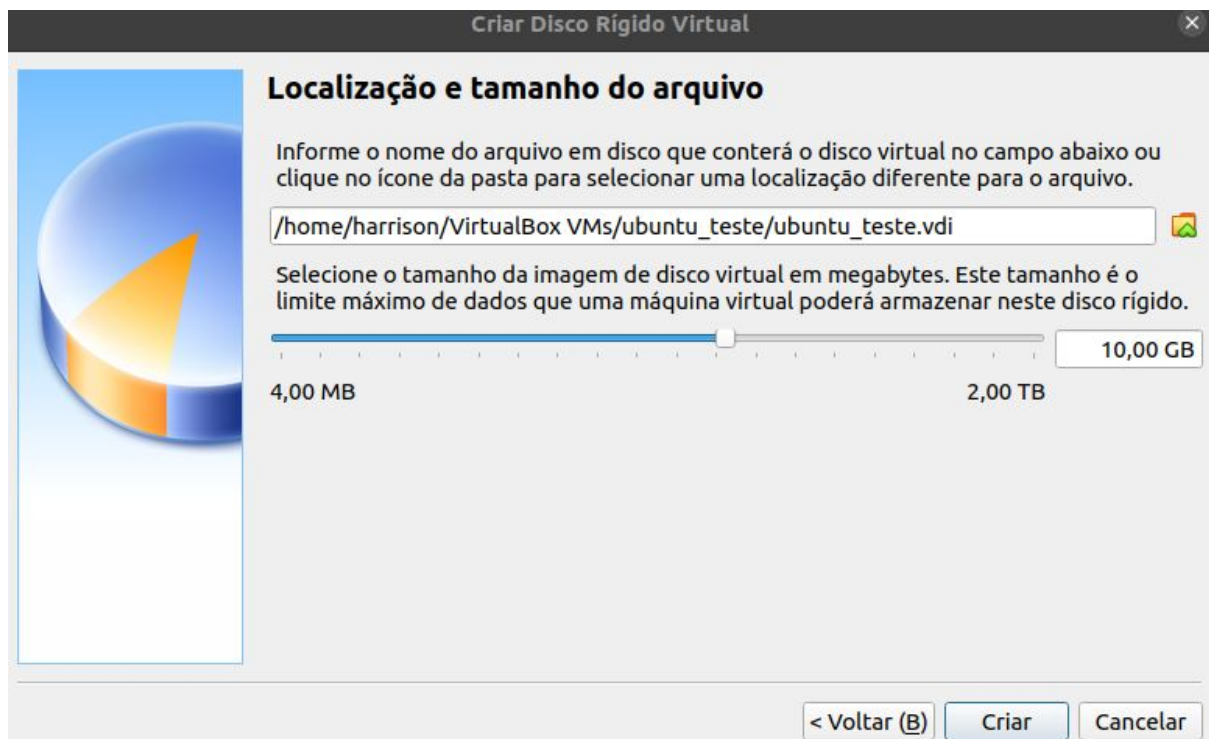 Criar Disco Rígido Virtual
Localização e tamanho do arquivo
Informe o nome do arquivo em disco que conterá o disco virtual no campo abaixo ou
clique no ícone da pasta para selecionar uma localização diferente para o arquivo.
/home/harrison/VirtualBox VMs/ubuntu_teste/ubuntu_teste.vdi
Selecione o tamanho da imagem de disco virtual em megabytes. Este tamanho é o
limite máximo de dados que uma máquina virtual poderá armazenar neste disco rígido.
10,00 GB
4,00 MB 2,00 TB
< Voltar (B) Criar Cancelar